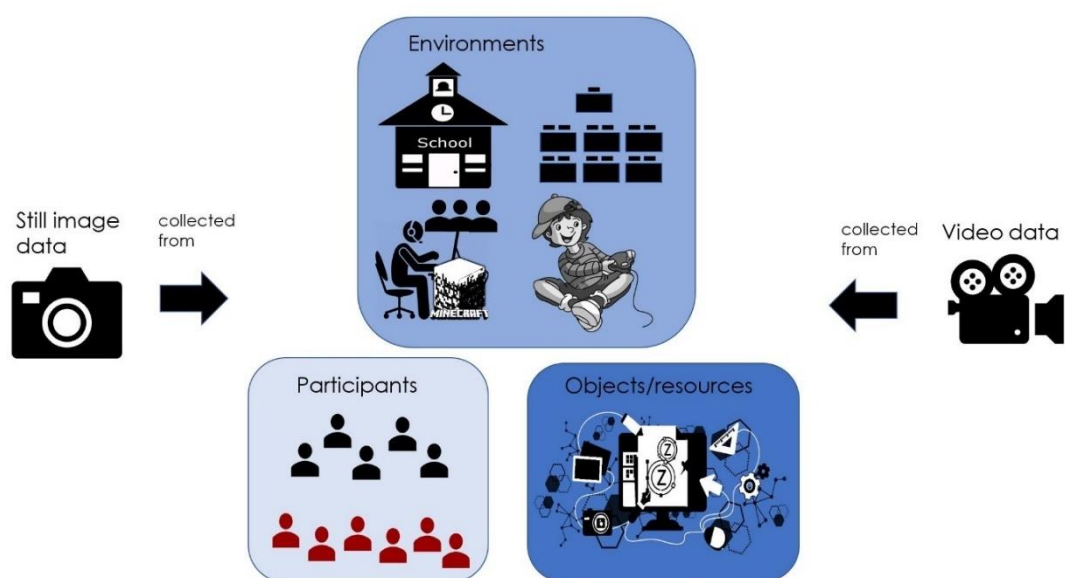 Environments
School
MINECRAFT
Still image
data
collected
from
collected
from
Video data
Participants
Objects/resources
Z
Z